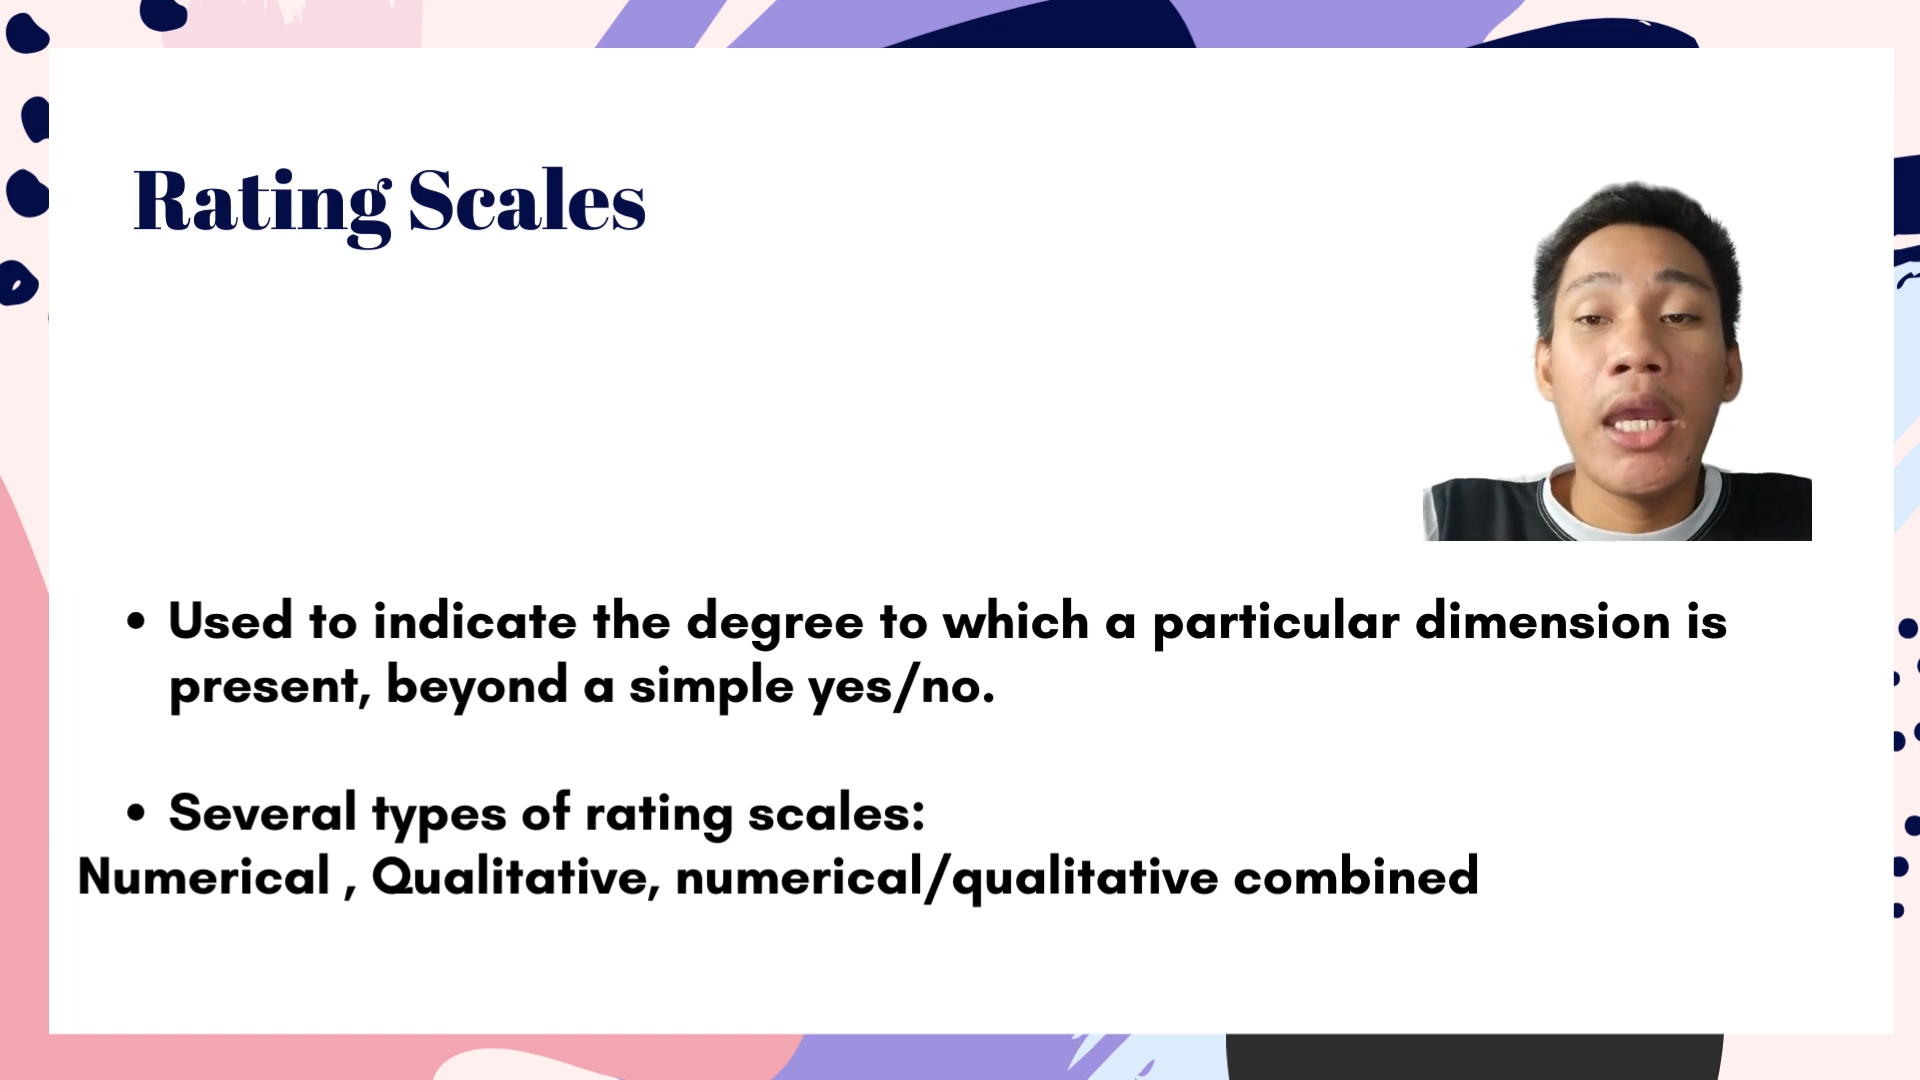 Rating Scales
• Used to indicate the degree to which a particular dimension is
present, beyond a simple yes/no.
• Several types of rating scales:
Numerical , Qualitative, numerical/qualitative combined